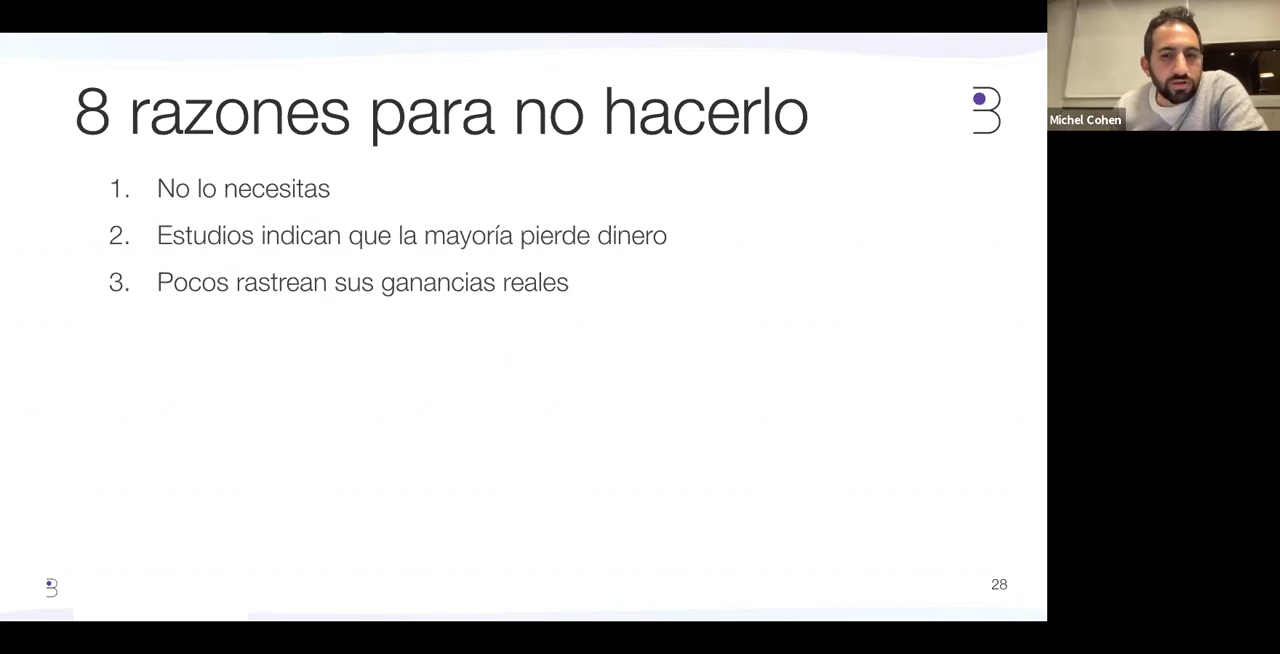 8 razones para no hacerlo
1. No lo necesitas
2. Estudios indican que la mayoría pierde dinero
3. Pocos rastrean sus ganancias reales
28
Michel Cohen